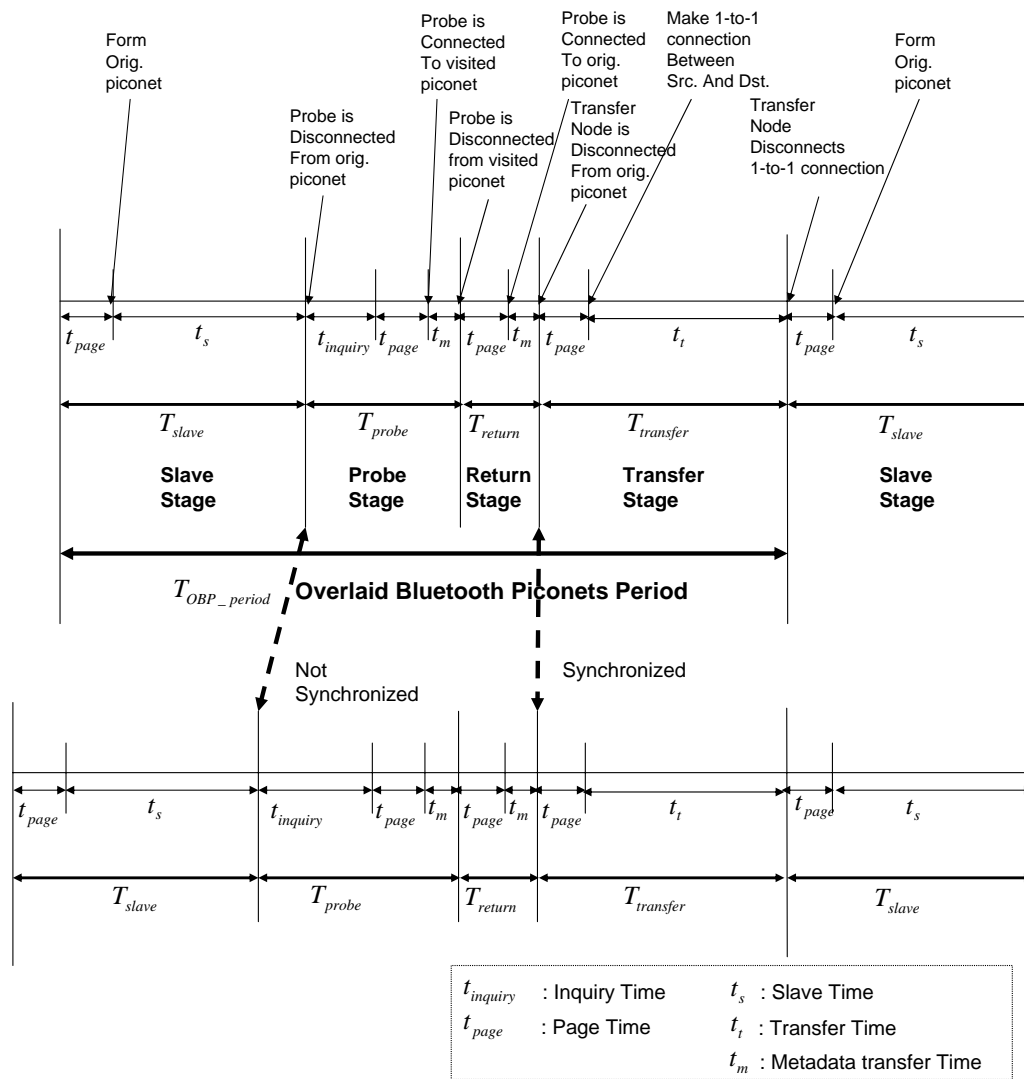 Form
Orig.
piconet
Probe is
Disconnected
From orig.
piconet
Probe is
Connected
To visited
piconet
Probe is
Disconnected
from visited
piconet
Probe is
Connected
To orig.
piconet
Transfer
Node is
Disconnected
From orig.
piconet
Make 1-to-1
connection
Between
Src. And Dst.
Transfer
Node
Disconnects
1-to-1 connection
Form
Orig.
piconet
t_page t_s t_inquiry t_page t_m t_page t_m t_page t_t t_page t_s
T_slave T_probe T_return T_transfer T_slave
Slave
Stage
Probe
Stage
Return
Stage
Transfer
Stage
Slave
Stage
T_OBP_period Overlaid Bluetooth Piconets Period
Not
Synchronized
Synchronized
t_page t_s t_inquiry t_page t_m t_page t_m t_page t_t t_page t_s
T_slave T_probe T_return T_transfer T_slave
t_inquiry : Inquiry Time
t_page : Page Time
t_s : Slave Time
t_t : Transfer Time
t_m : Metadata transfer Time